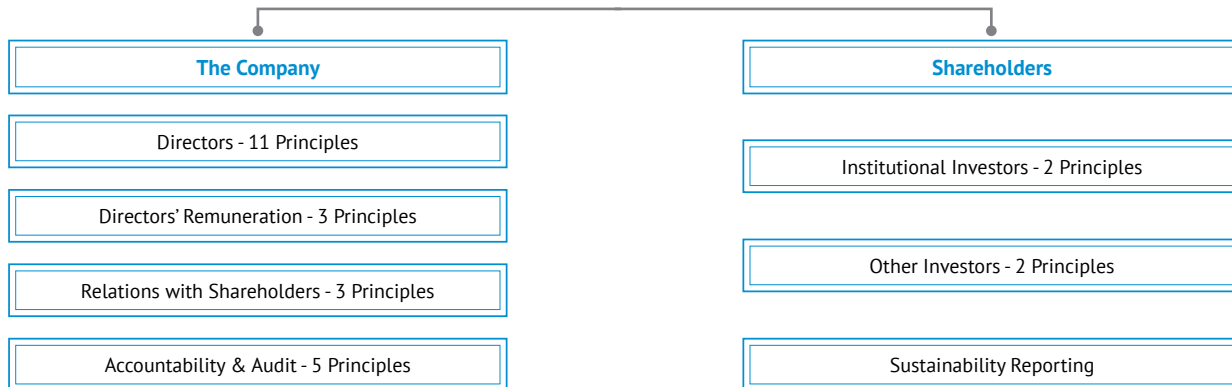 The Company
Directors - 11 Principles
Directors' Remuneration - 3 Principles
Relations with Shareholders - 3 Principles
Accountability & Audit - 5 Principles
Shareholders
Institutional Investors - 2 Principles
Other Investors - 2 Principles
Sustainability Reporting